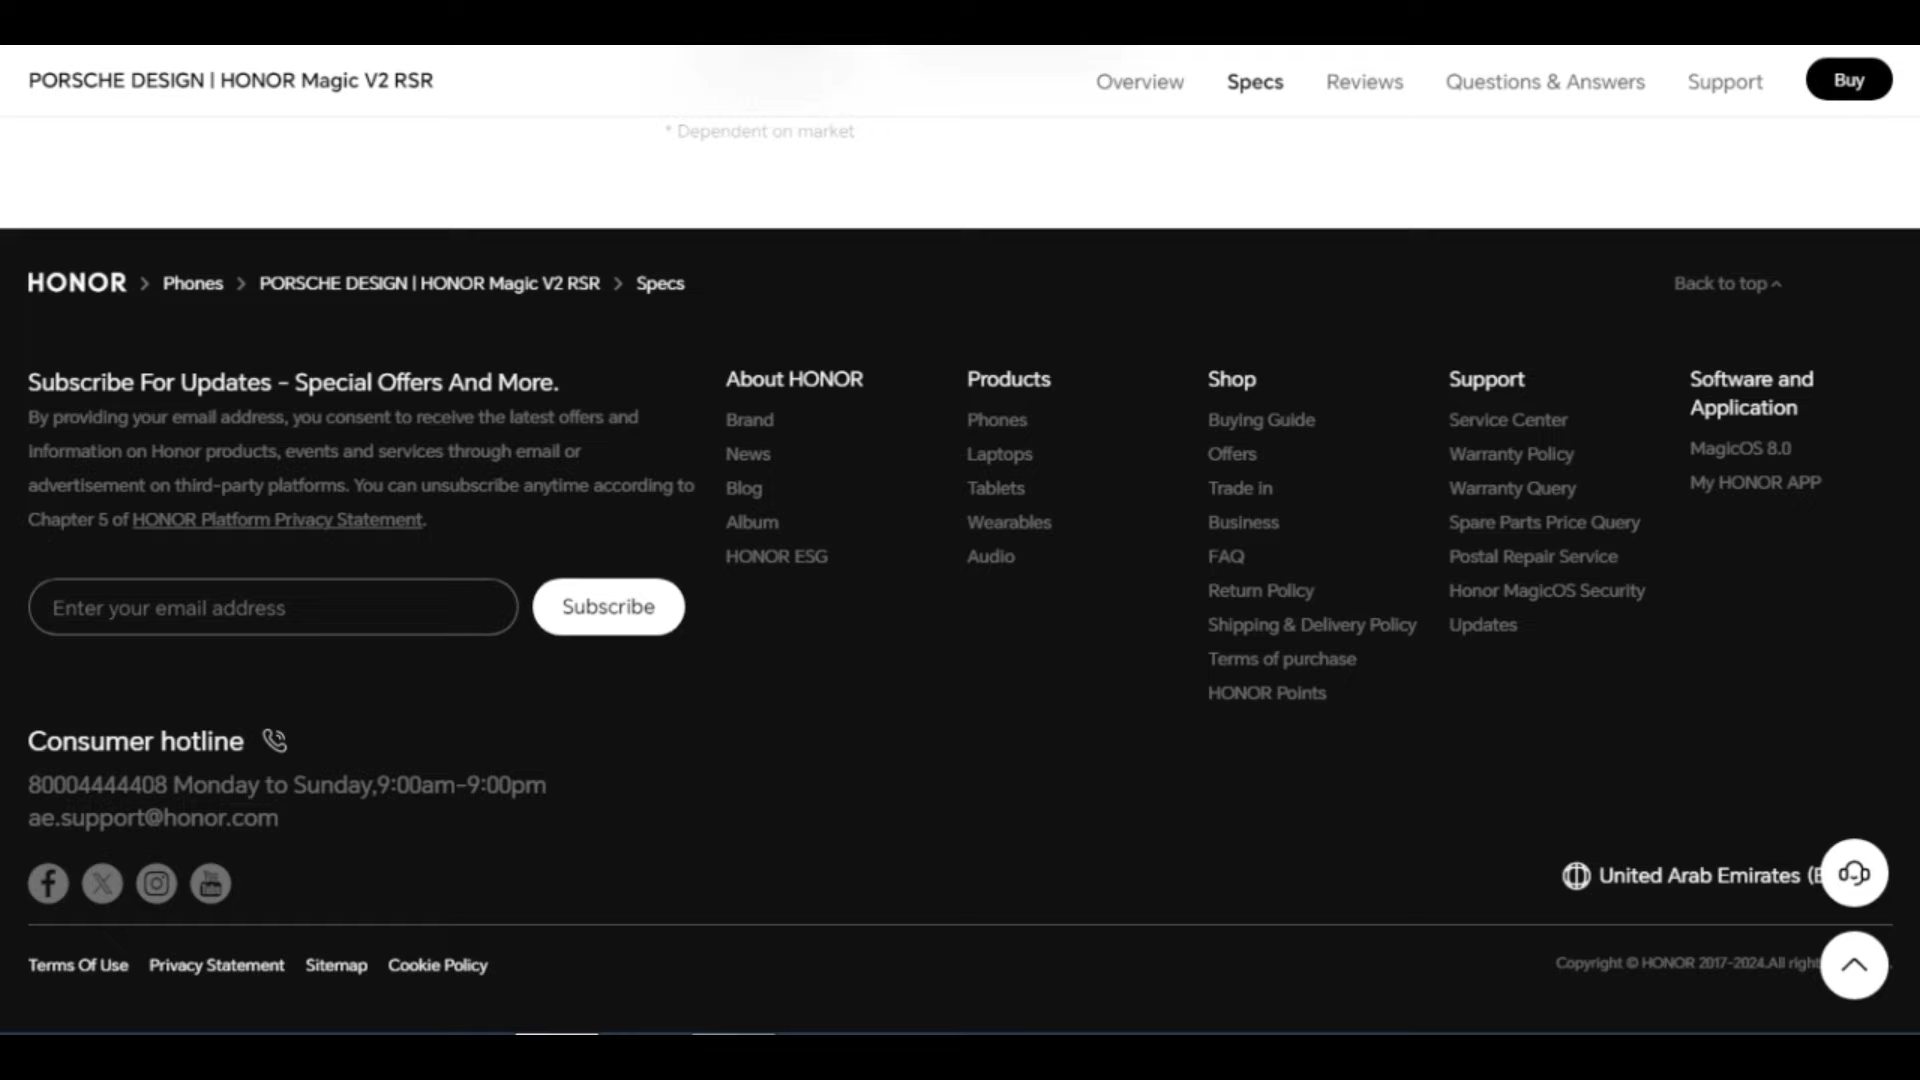 PORSCHE DESIGN | HONOR Magic V2 RSR
Overview
Specs
Reviews
Questions & Answers
Support
Buy
* Dependent on market
HONOR > Phones > PORSCHE DESIGN | HONOR Magic V2 RSR > Specs
Back to top
Subscribe For Updates - Special Offers And More.
By providing your email address, you consent to receive the latest offers and
information on Honor products, events and services through email or
advertisement on third-party platforms. You can unsubscribe anytime according to
Chapter 5 of HONOR Platform Privacy Statement.
Enter your email address
Subscribe
About HONOR
Brand
News
Blog
Album
HONOR ESG
Products
Phones
Laptops
Tablets
Wearables
Audio
Shop
Buying Guide
Offers
Trade in
Business
FAQ
Return Policy
Shipping & Delivery Policy
Terms of purchase
HONOR Points
Support
Service Center
Warranty Policy
Warranty Query
Spare Parts Price Query
Postal Repair Service
Honor MagicOS Security
Updates
Software and
Application
MagicOS 8.0
My HONOR APP
Consumer hotline
80004444408 Monday to Sunday,9:00am-9:00pm
ae.support@honor.com
United Arab Emirates
Terms Of Use
Privacy Statement
Sitemap
Cookie Policy
Copyright © HONOR 2017-2024.All